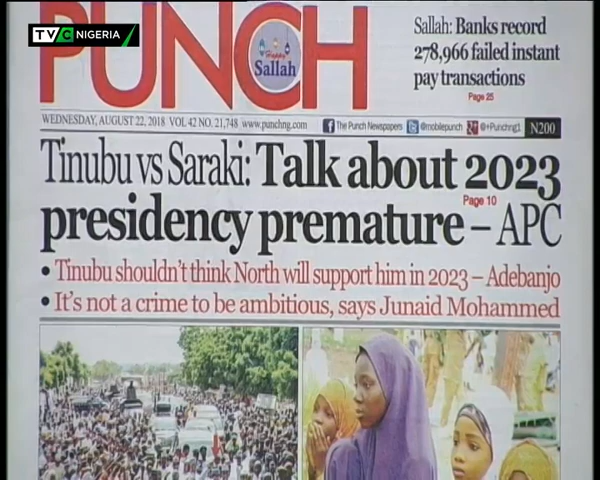 TVC NIGERIA
PUNCH
Happy
Sallah
Sallah: Banks record
278,966 failed instant
pay transactions
Page 25
WEDNESDAY, AUGUST 22, 2018 VOL 42 NO. 21,748 www.punchng.com
The Punch Newspapers @mobilepunch @+Punchng1 N200
Tinubu vs Saraki: Talk about 2023
Page 10
presidency premature – APC
• Tinubu shouldn't think North will support him in 2023 – Adebanjo
• It's not a crime to be ambitious, says Junaid Mohammed